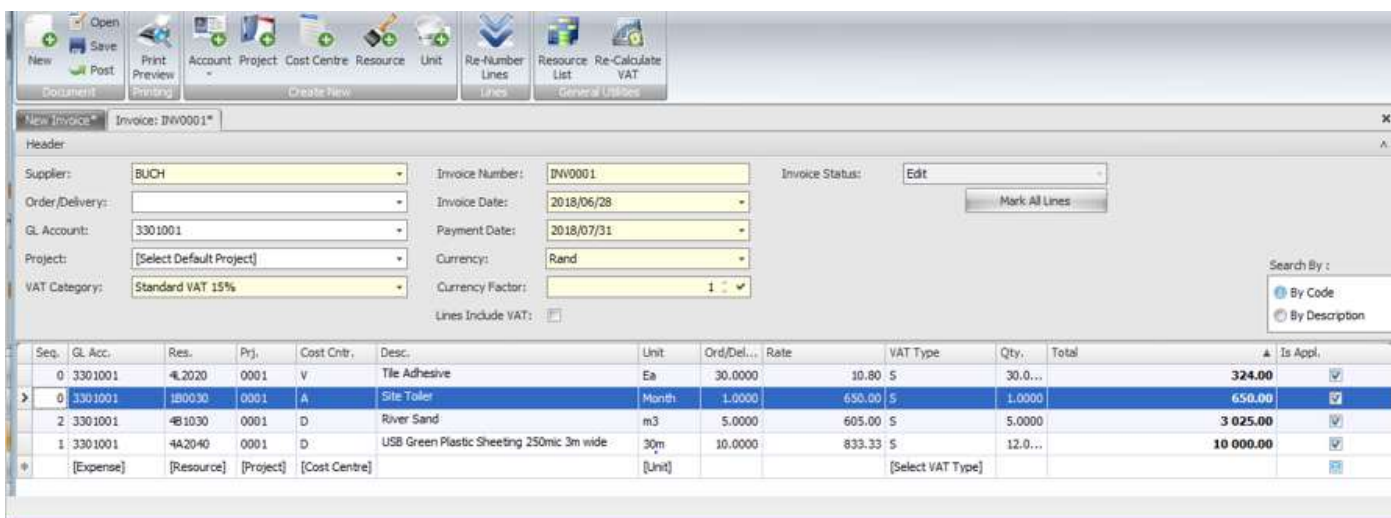 New
Open
Save
Post
Print Preview
Account
Project
Cost Centre
Resource
Unit
Re-Number Lines
Resource List
Re-Calculate VAT
Document
Printing
Create New
Lines
General Utilities
New Invoice*
Invoice: INV0001*
Header
Supplier: BUCH Invoice Number: INV0001 Invoice Status: Edit
Order/Delivery: Invoice Date: 2018/06/28 Mark All Lines
GL Account: 3301001 Payment Date: 2018/07/31
Project: [Select Default Project] Currency: Rand Search By :
VAT Category: Standard VAT 15% Currency Factor: 1 By Code
Lines Include VAT: By Description
Seq. GL Acc. Res. Prj. Cost Cntr. Desc. Unit Ord/Del... Rate VAT Type Qty. Total Is Appl.
0 3301001 4L2020 0001 V Tile Adhesive Ea 30.0000 10.80 S 30.0... 324.00
0 3301001 1B0030 0001 A Site Toiler Month 1.0000 650.00 S 1.0000 650.00
2 3301001 4B1030 0001 D River Sand m3 5.0000 605.00 S 5.0000 3 025.00
1 3301001 4A2040 0001 D USB Green Plastic Sheeting 250mic 3m wide 30m 10.0000 833.33 S 12.0... 10 000.00
[Expense] [Resource] [Project] [Cost Centre] [Unit] [Select VAT Type]